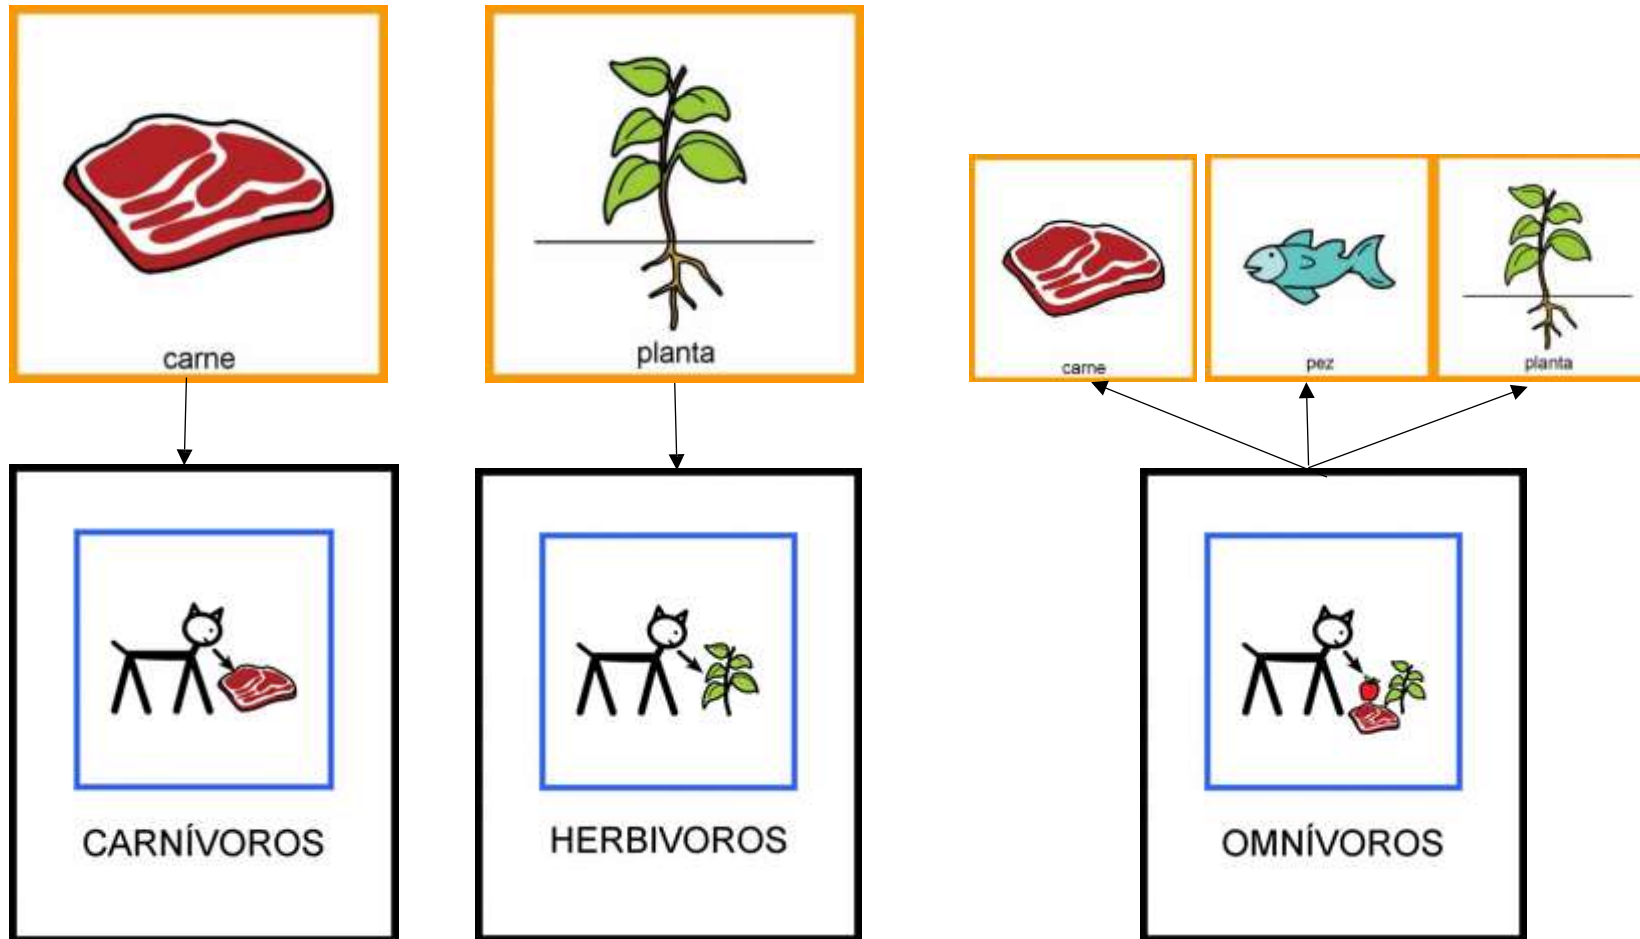 carne
planta
carne
pez
planta
CARNÍVOROS
HERBIVOROS
OMNÍVOROS